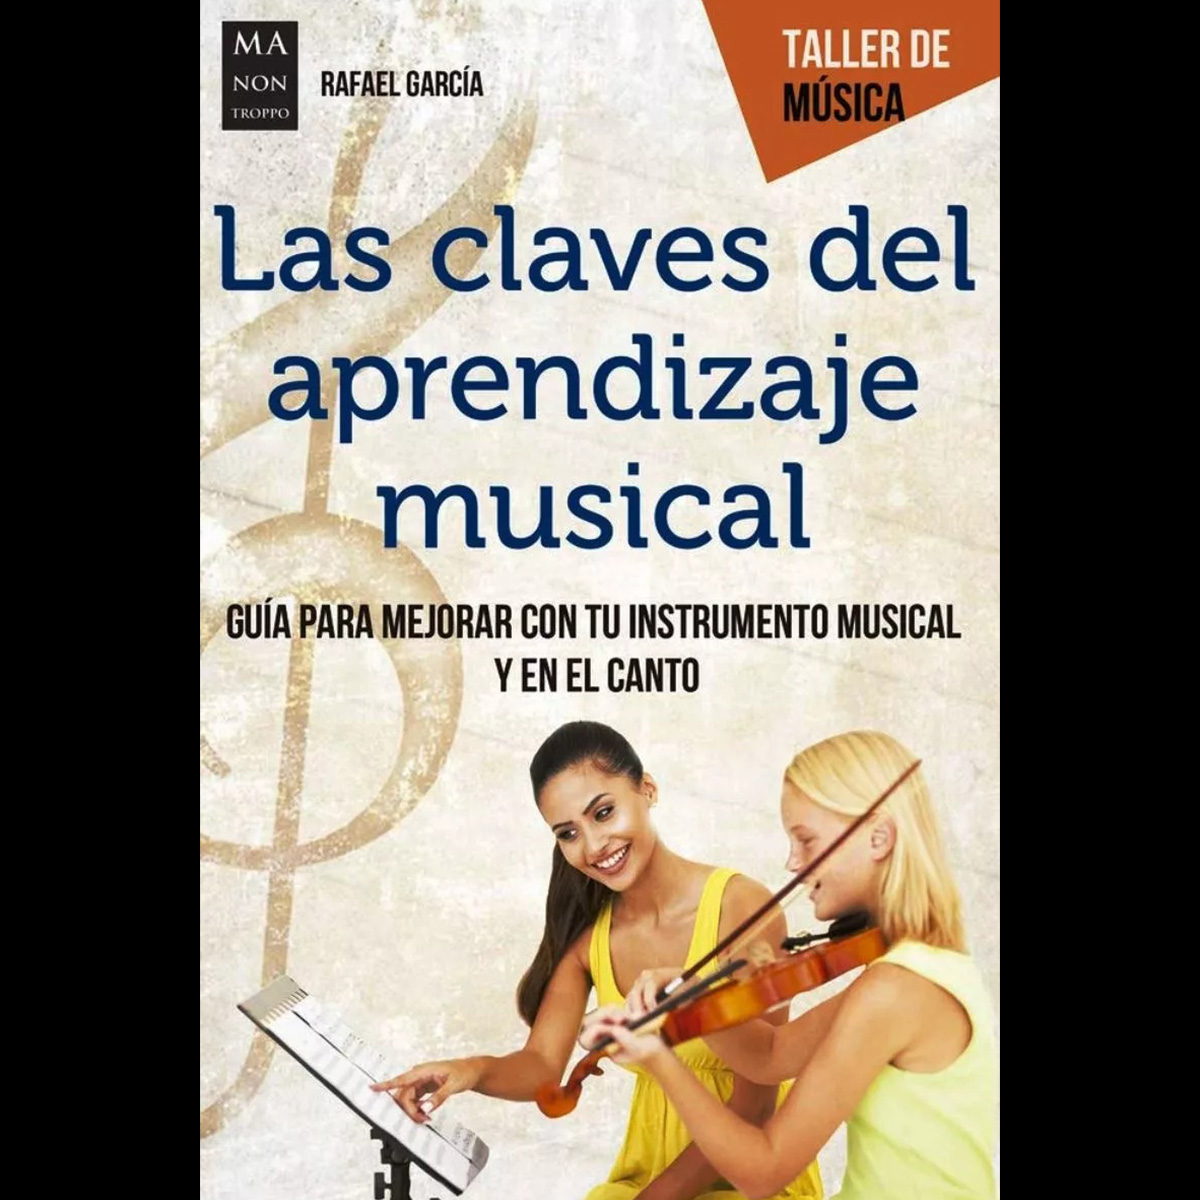 MA
NON
TROPPO
RAFAEL GARCÍA
TALLER DE
MÚSICA
Las claves del
aprendizaje
musical
GUÍA PARA MEJORAR CON TU INSTRUMENTO MUSICAL
Y EN EL CANTO